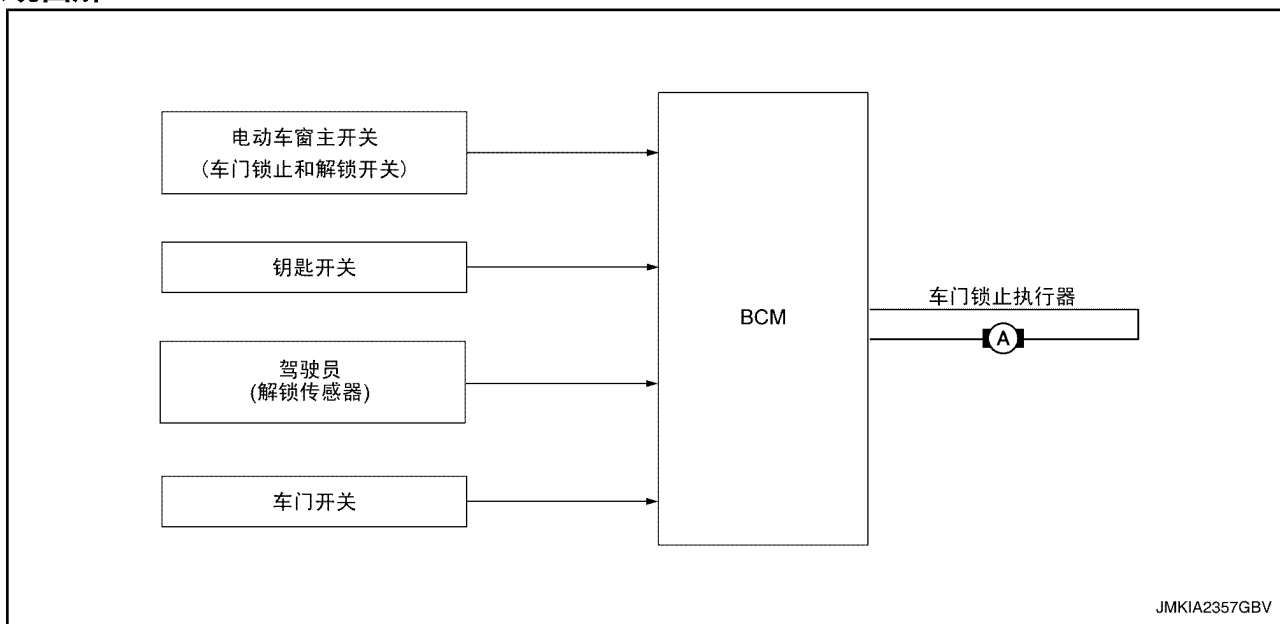 电动车窗主开关
(车门锁止和解锁开关)
钥匙开关
驾驶员
(解锁传感器)
车门开关
BCM
车门锁止执行器
A
JMKIA2357GBV